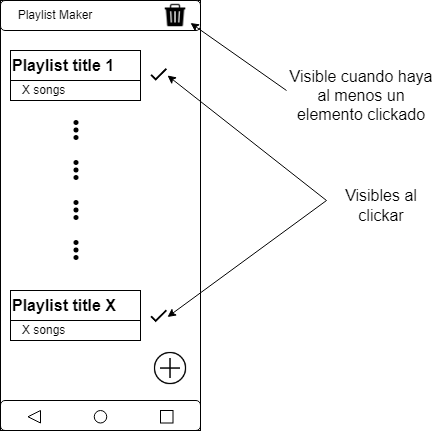 Playlist Maker
Visible cuando haya
al menos un
elemento clickado
Playlist title 1
X songs
Visibles al
clickar
Playlist title X
X songs